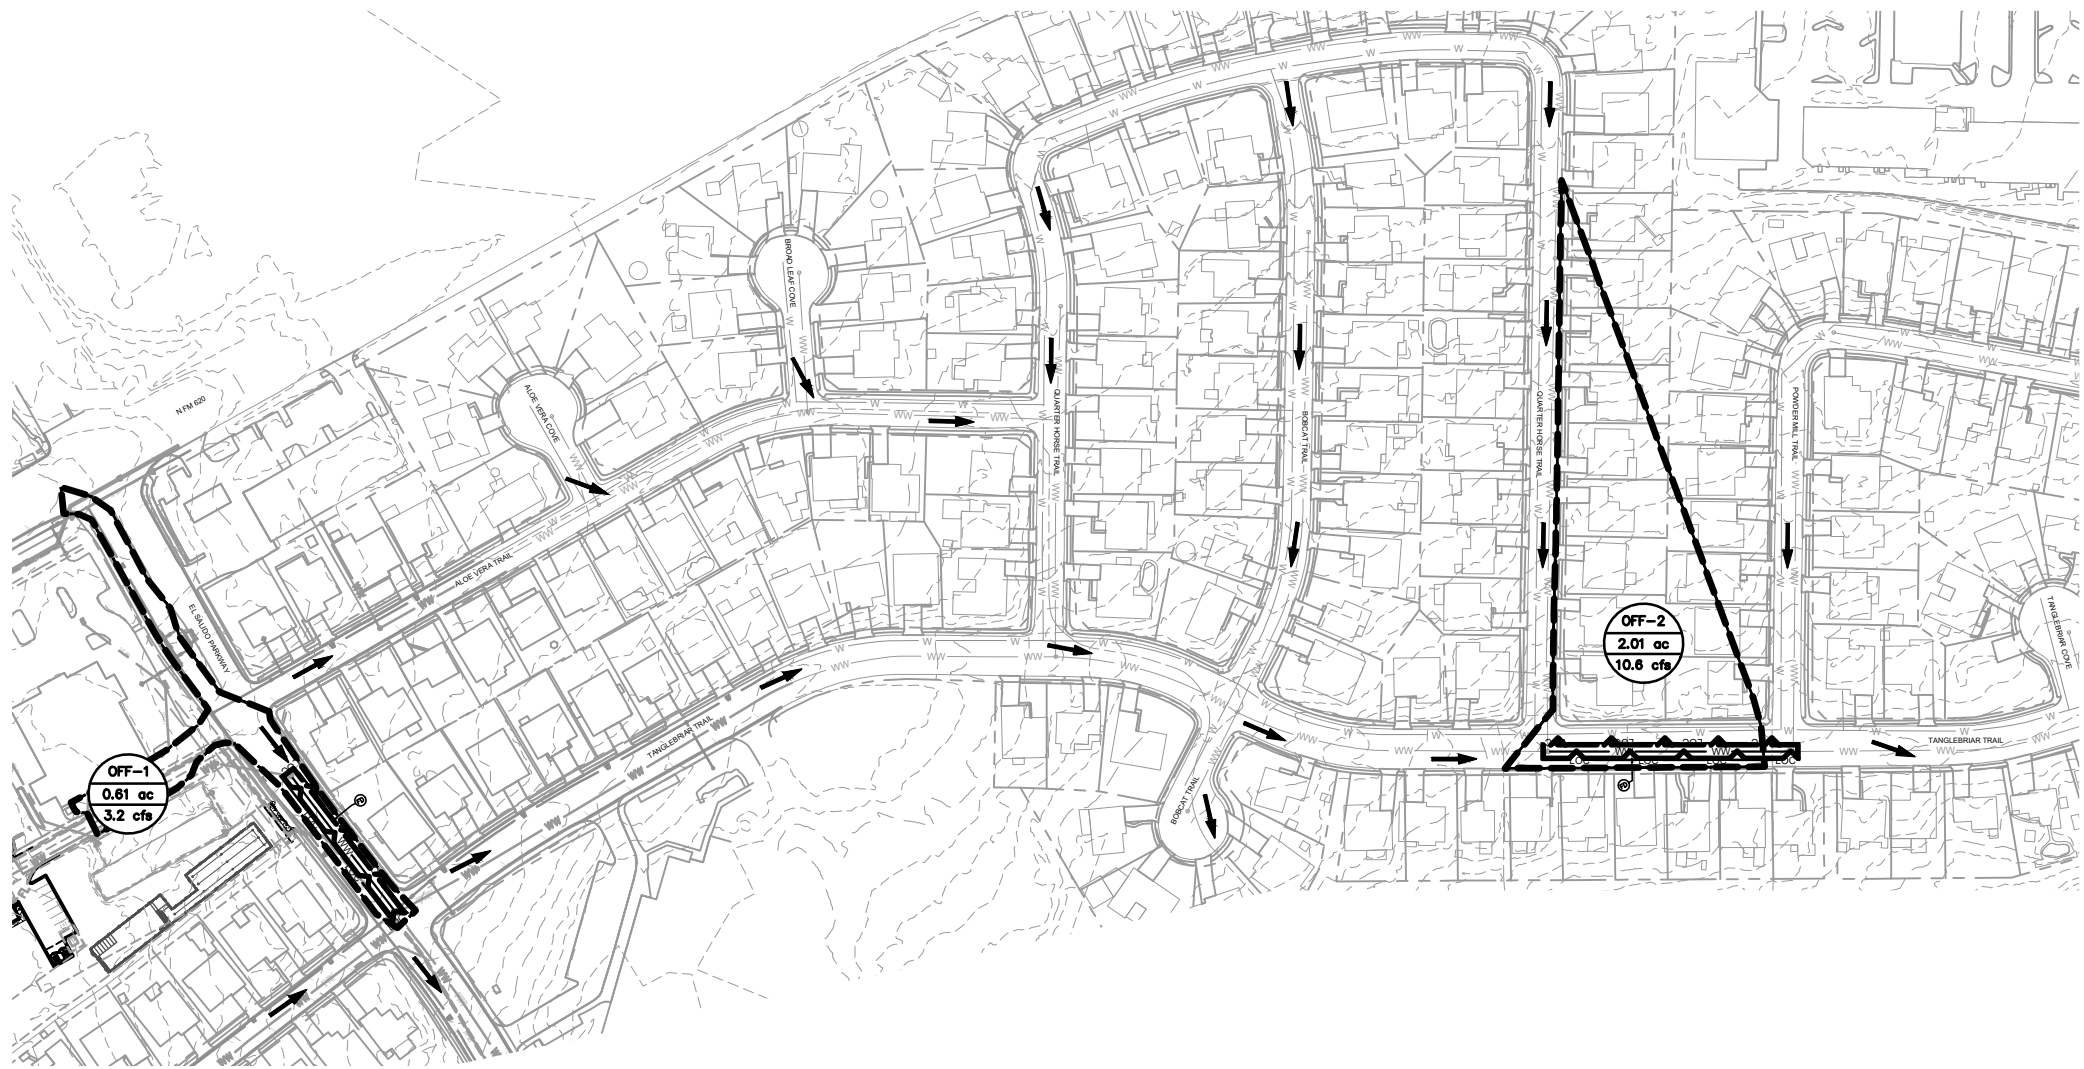 BROAD LEAF COVE
ALOE VERA COVE
N FM 620
QUARTER HORSE TRAIL
BOBCAT TRAIL
QUARTER HORSE TRAIL
POWDER MILL TRAIL
ALOE VERA TRAIL
EL SALIDO PARKWAY
TANGLEBRIAR COVE
OFF-2
2.01 ac
10.6 cfs
TANGLEBRIAR TRAIL
TANGLEBRIAR TRAIL
BOBCAT TRAIL
OFF-1
0.61 ac
3.2 cfs
LOC
WW
W